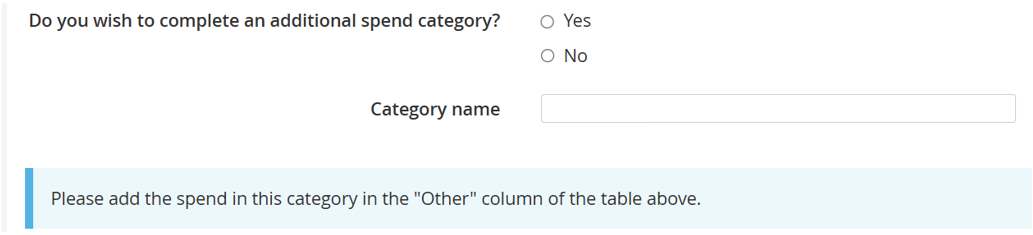 Do you wish to complete an additional spend category?
Yes
No
Category name
Please add the spend in this category in the "Other" column of the table above.